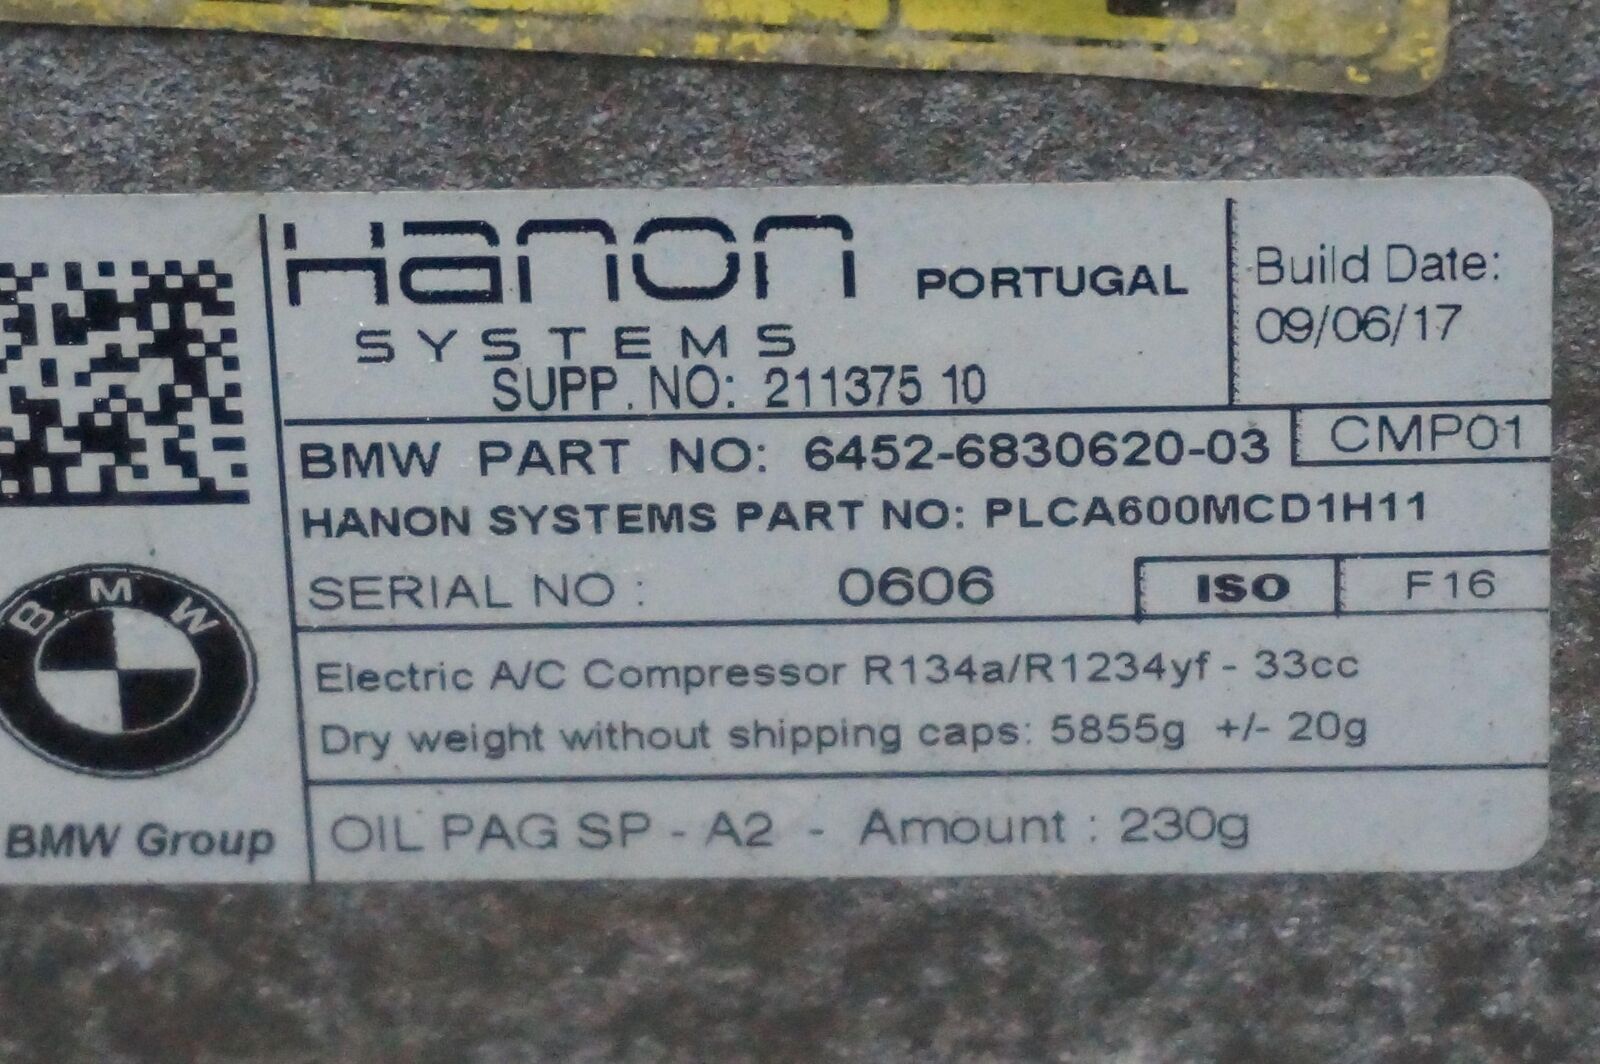 Hanon
SYSTEMS
PORTUGAL
SUPP. NO: 211375 10
Build Date:
09/06/17
BMW PART NO: 6452-6830620-03
CMP01
HANON SYSTEMS PART NO: PLCA600MCD1H11
SERIAL NO : 0606
ISO
F16
Electric A/C Compressor R134a/R1234yf - 33cc
Dry weight without shipping caps: 5855g +/- 20g
OIL PAG SP - A2 - Amount : 230g
BMW
BMW Group